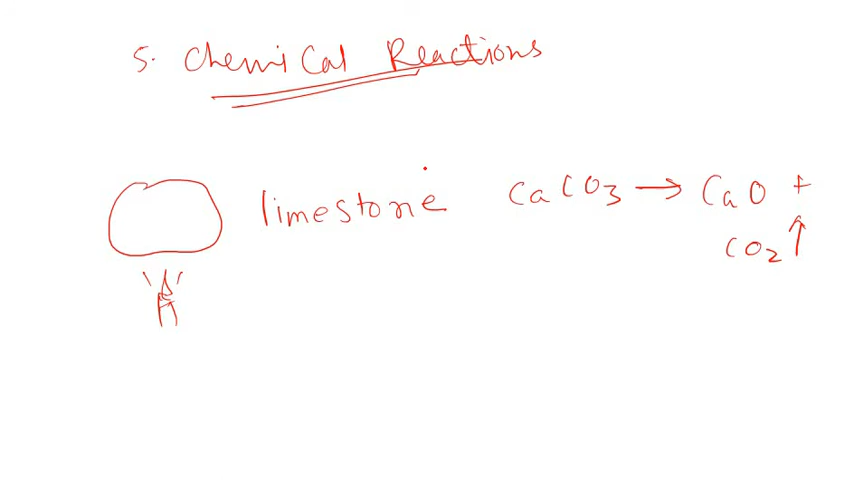 5. Chemical Reactions
limestone CaCO3 → CaO +
CO2 ↑